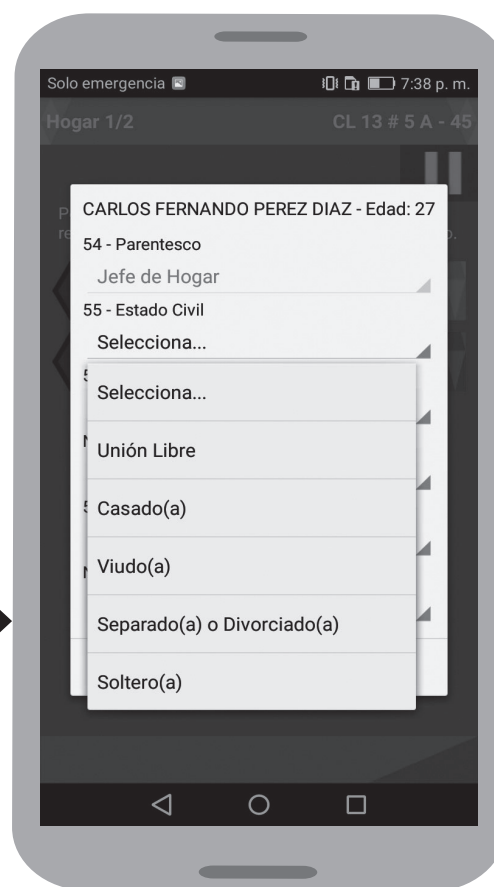 Solo emergencia 7:38 p. m.
Hogar 1/2 CL 13 # 5 A - 45
CARLOS FERNANDO PEREZ DIAZ - Edad: 27
54 - Parentesco
Jefe de Hogar
55 - Estado Civil
Selecciona...
Selecciona...
Unión Libre
Casado(a)
Viudo(a)
Separado(a) o Divorciado(a)
Soltero(a)